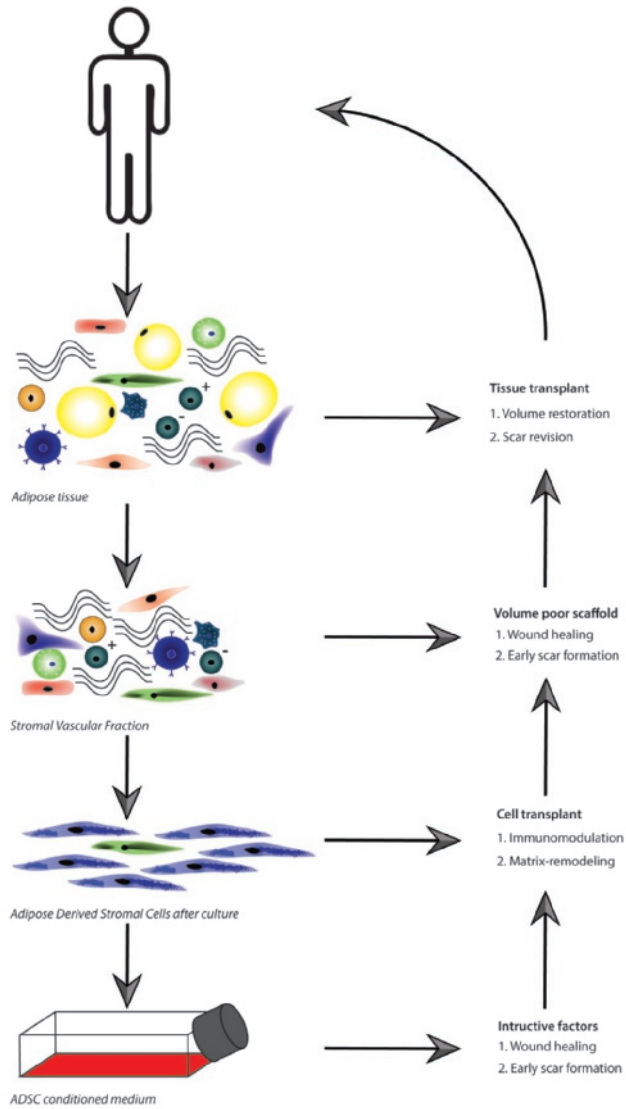 Tissue transplant
1. Volume restoration
2. Scar revision
+
-
Adipose tissue
Volume poor scaffold
1. Wound healing
2. Early scar formation
+
-
Stromal Vascular Fraction
Cell transplant
1. Immunomodulation
2. Matrix-remodeling
Adipose Derived Stromal Cells after culture
Intructive factors
1. Wound healing
2. Early scar formation
ADSC conditioned medium